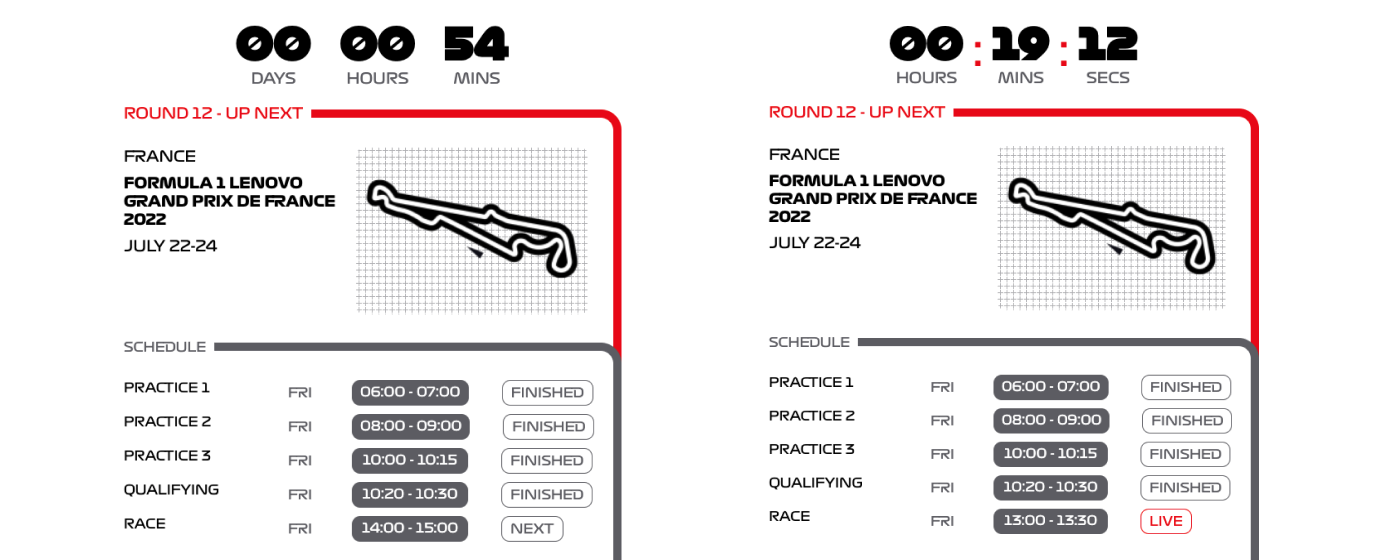 00 00 54
DAYS HOURS MINS
ROUND 12 - UP NEXT
FRANCE
FORMULA 1 LENOVO
GRAND PRIX DE FRANCE
2022
JULY 22-24
SCHEDULE
PRACTICE 1 FRI 06:00 - 07:00 FINISHED
PRACTICE 2 FRI 08:00 - 09:00 FINISHED
PRACTICE 3 FRI 10:00 - 10:15 FINISHED
QUALIFYING FRI 10:20 - 10:30 FINISHED
RACE FRI 14:00 - 15:00 NEXT
00 : 19 : 12
HOURS MINS SECS
ROUND 12 - UP NEXT
FRANCE
FORMULA 1 LENOVO
GRAND PRIX DE FRANCE
2022
JULY 22-24
SCHEDULE
PRACTICE 1 FRI 06:00 - 07:00 FINISHED
PRACTICE 2 FRI 08:00 - 09:00 FINISHED
PRACTICE 3 FRI 10:00 - 10:15 FINISHED
QUALIFYING FRI 10:20 - 10:30 FINISHED
RACE FRI 13:00 - 13:30 LIVE